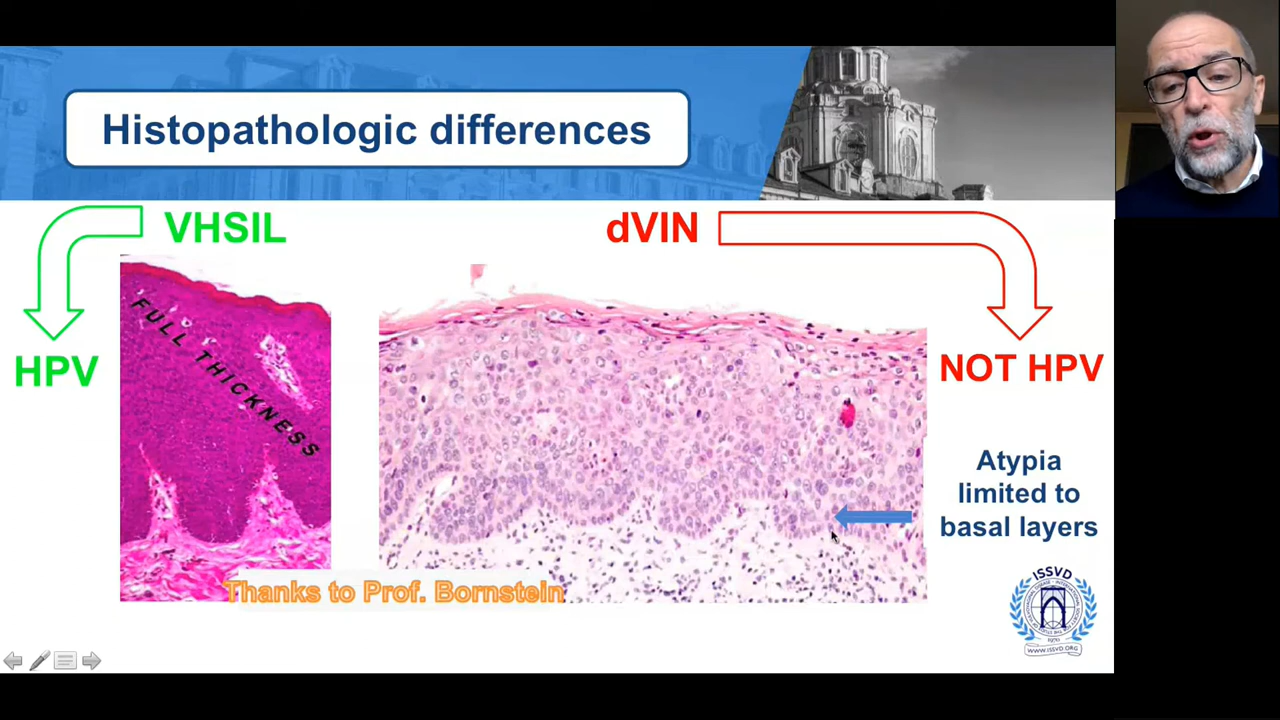 Histopathologic differences
VHSIL
dVIN
HPV
FULL THICKNESS
NOT HPV
Atypia
limited to
basal layers
Thanks to Prof. Bornstein
ISSVD
1970
WWW.ISSVD.ORG